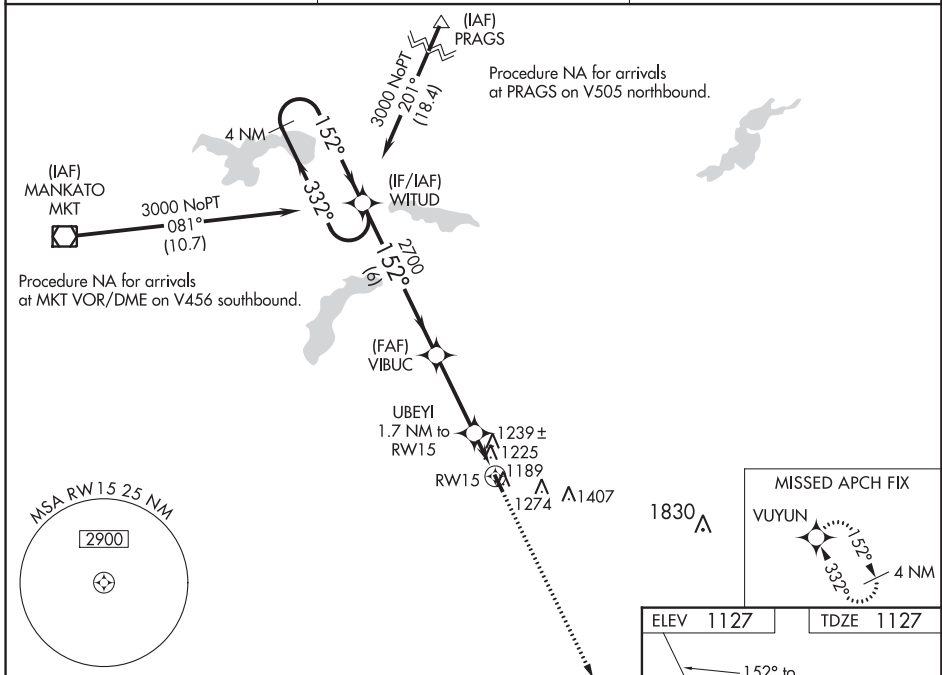 (IAF)
PRAGS
3000 NoPT
201°
(18.4)
Procedure NA for arrivals
at PRAGS on V505 northbound.
4 NM
152°
332°
(IAF)
MANKATO
MKT
3000 NoPT
081°
(10.7)
(IF/IAF)
WITUD
Procedure NA for arrivals
at MKT VOR/DME on V456 southbound.
2700
152°
(6)
(FAF)
VIBUC
UBEYI
1.7 NM to
RW15
1239 ±
1225
RW15
1189
1274
1407
1830
MSA RW15 25 NM
2900
MISSED APCH FIX
VUYUN
152°
332°
4 NM
ELEV 1127
TDZE 1127
152° to